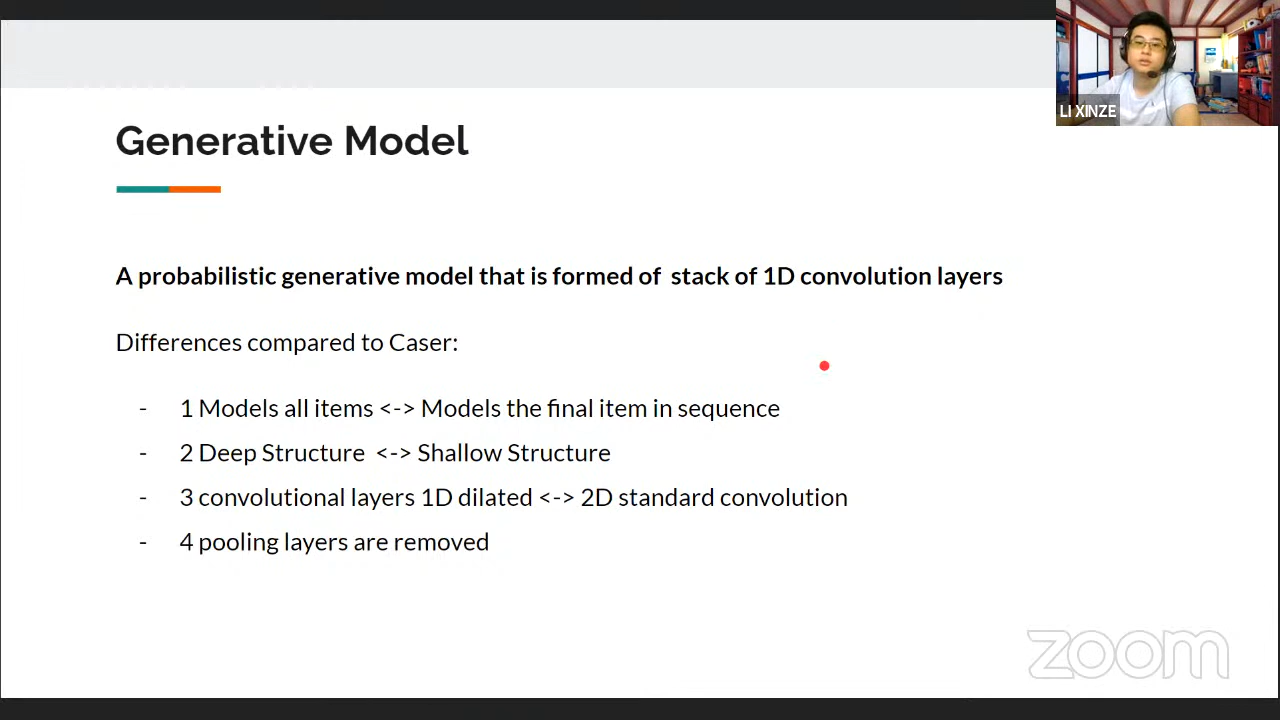 LI XINZE
Generative Model
A probabilistic generative model that is formed of stack of 1D convolution layers
Differences compared to Caser:
- 1 Models all items <-> Models the final item in sequence
- 2 Deep Structure <-> Shallow Structure
- 3 convolutional layers 1D dilated <-> 2D standard convolution
- 4 pooling layers are removed
zoom